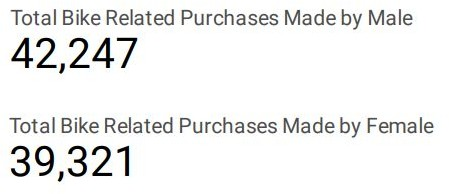 Total Bike Related Purchases Made by Male
42,247
Total Bike Related Purchases Made by Female
39,321